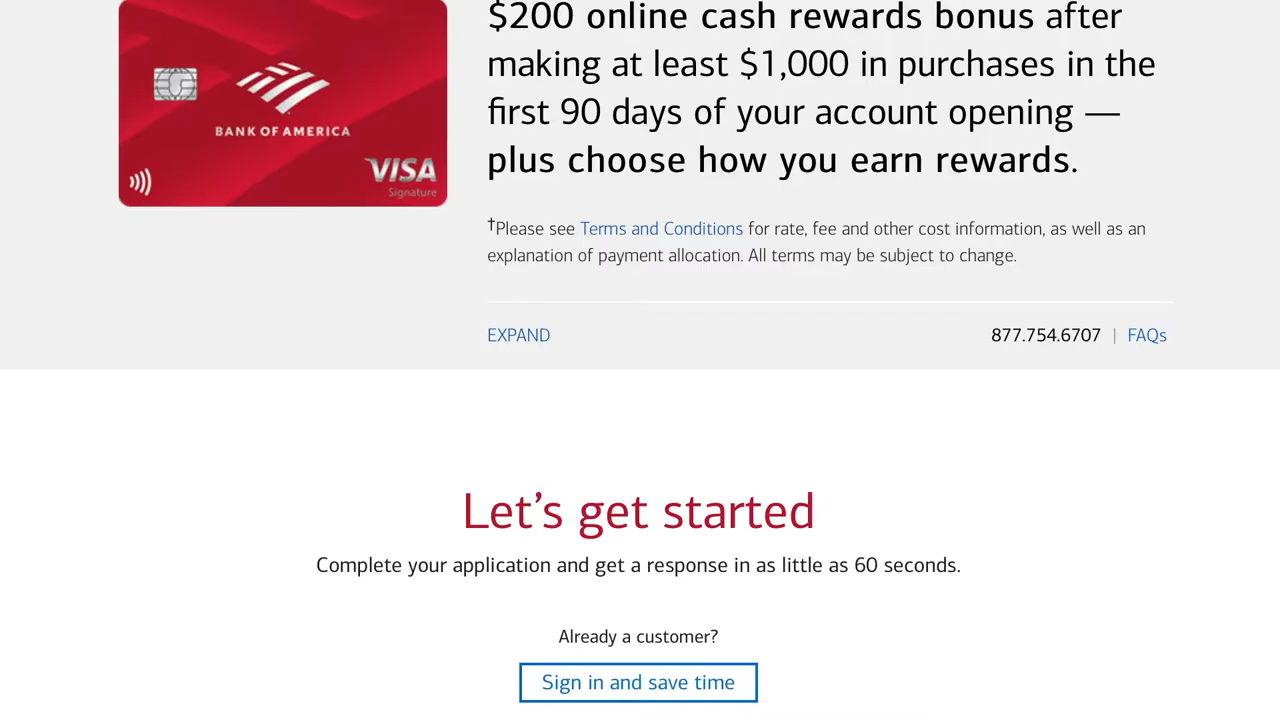 $200 online cash rewards bonus after
making at least $1,000 in purchases in the
first 90 days of your account opening —
plus choose how you earn rewards.
BANK OF AMERICA
VISA
Signature
†Please see Terms and Conditions for rate, fee and other cost information, as well as an
explanation of payment allocation. All terms may be subject to change.
EXPAND
877.754.6707 | FAQs
Let's get started
Complete your application and get a response in as little as 60 seconds.
Already a customer?
Sign in and save time